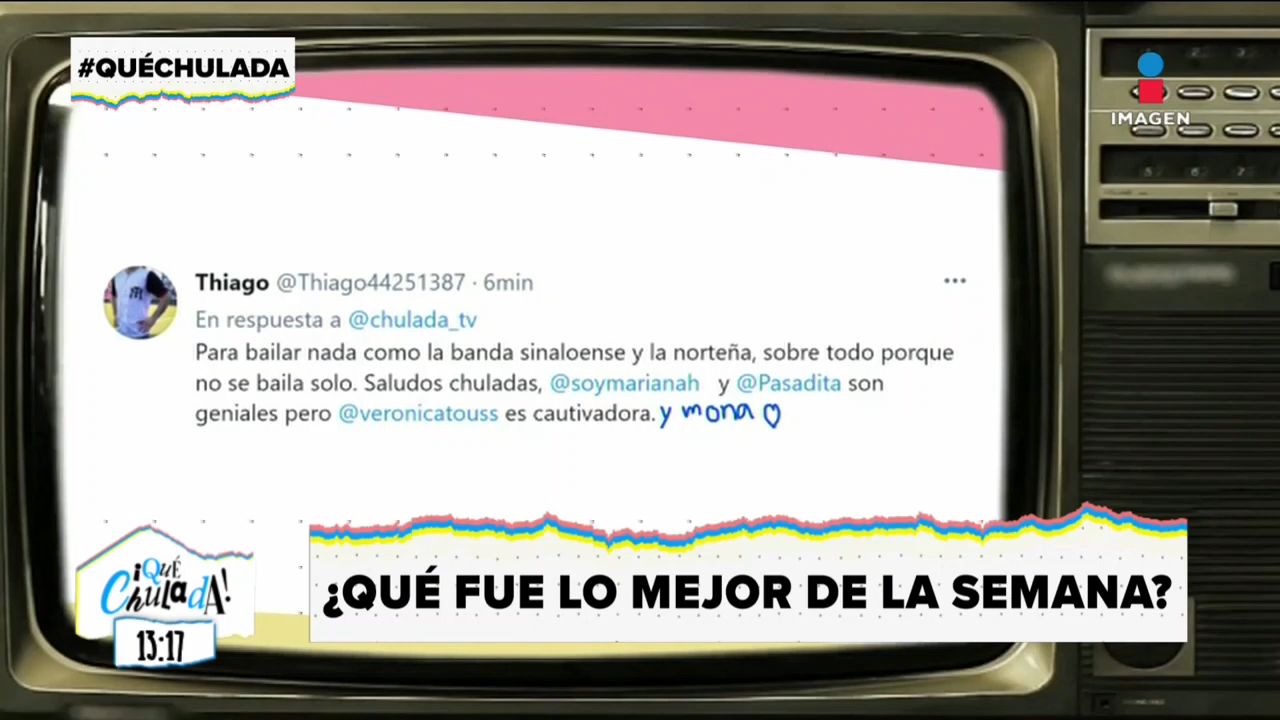 #QUÉCHULADA
IMAGEN
Thiago @Thiago44251387 · 6min
En respuesta a @chulada_tv
Para bailar nada como la banda sinaloense y la norteña, sobre todo porque
no se baila solo. Saludos chuladas, @soymarianah y @Pasadita son
geniales pero @veronicatouss es cautivadora. y mona ♡
¡QUÉ
CHULADA!
13:17
¿QUÉ FUE LO MEJOR DE LA SEMANA?